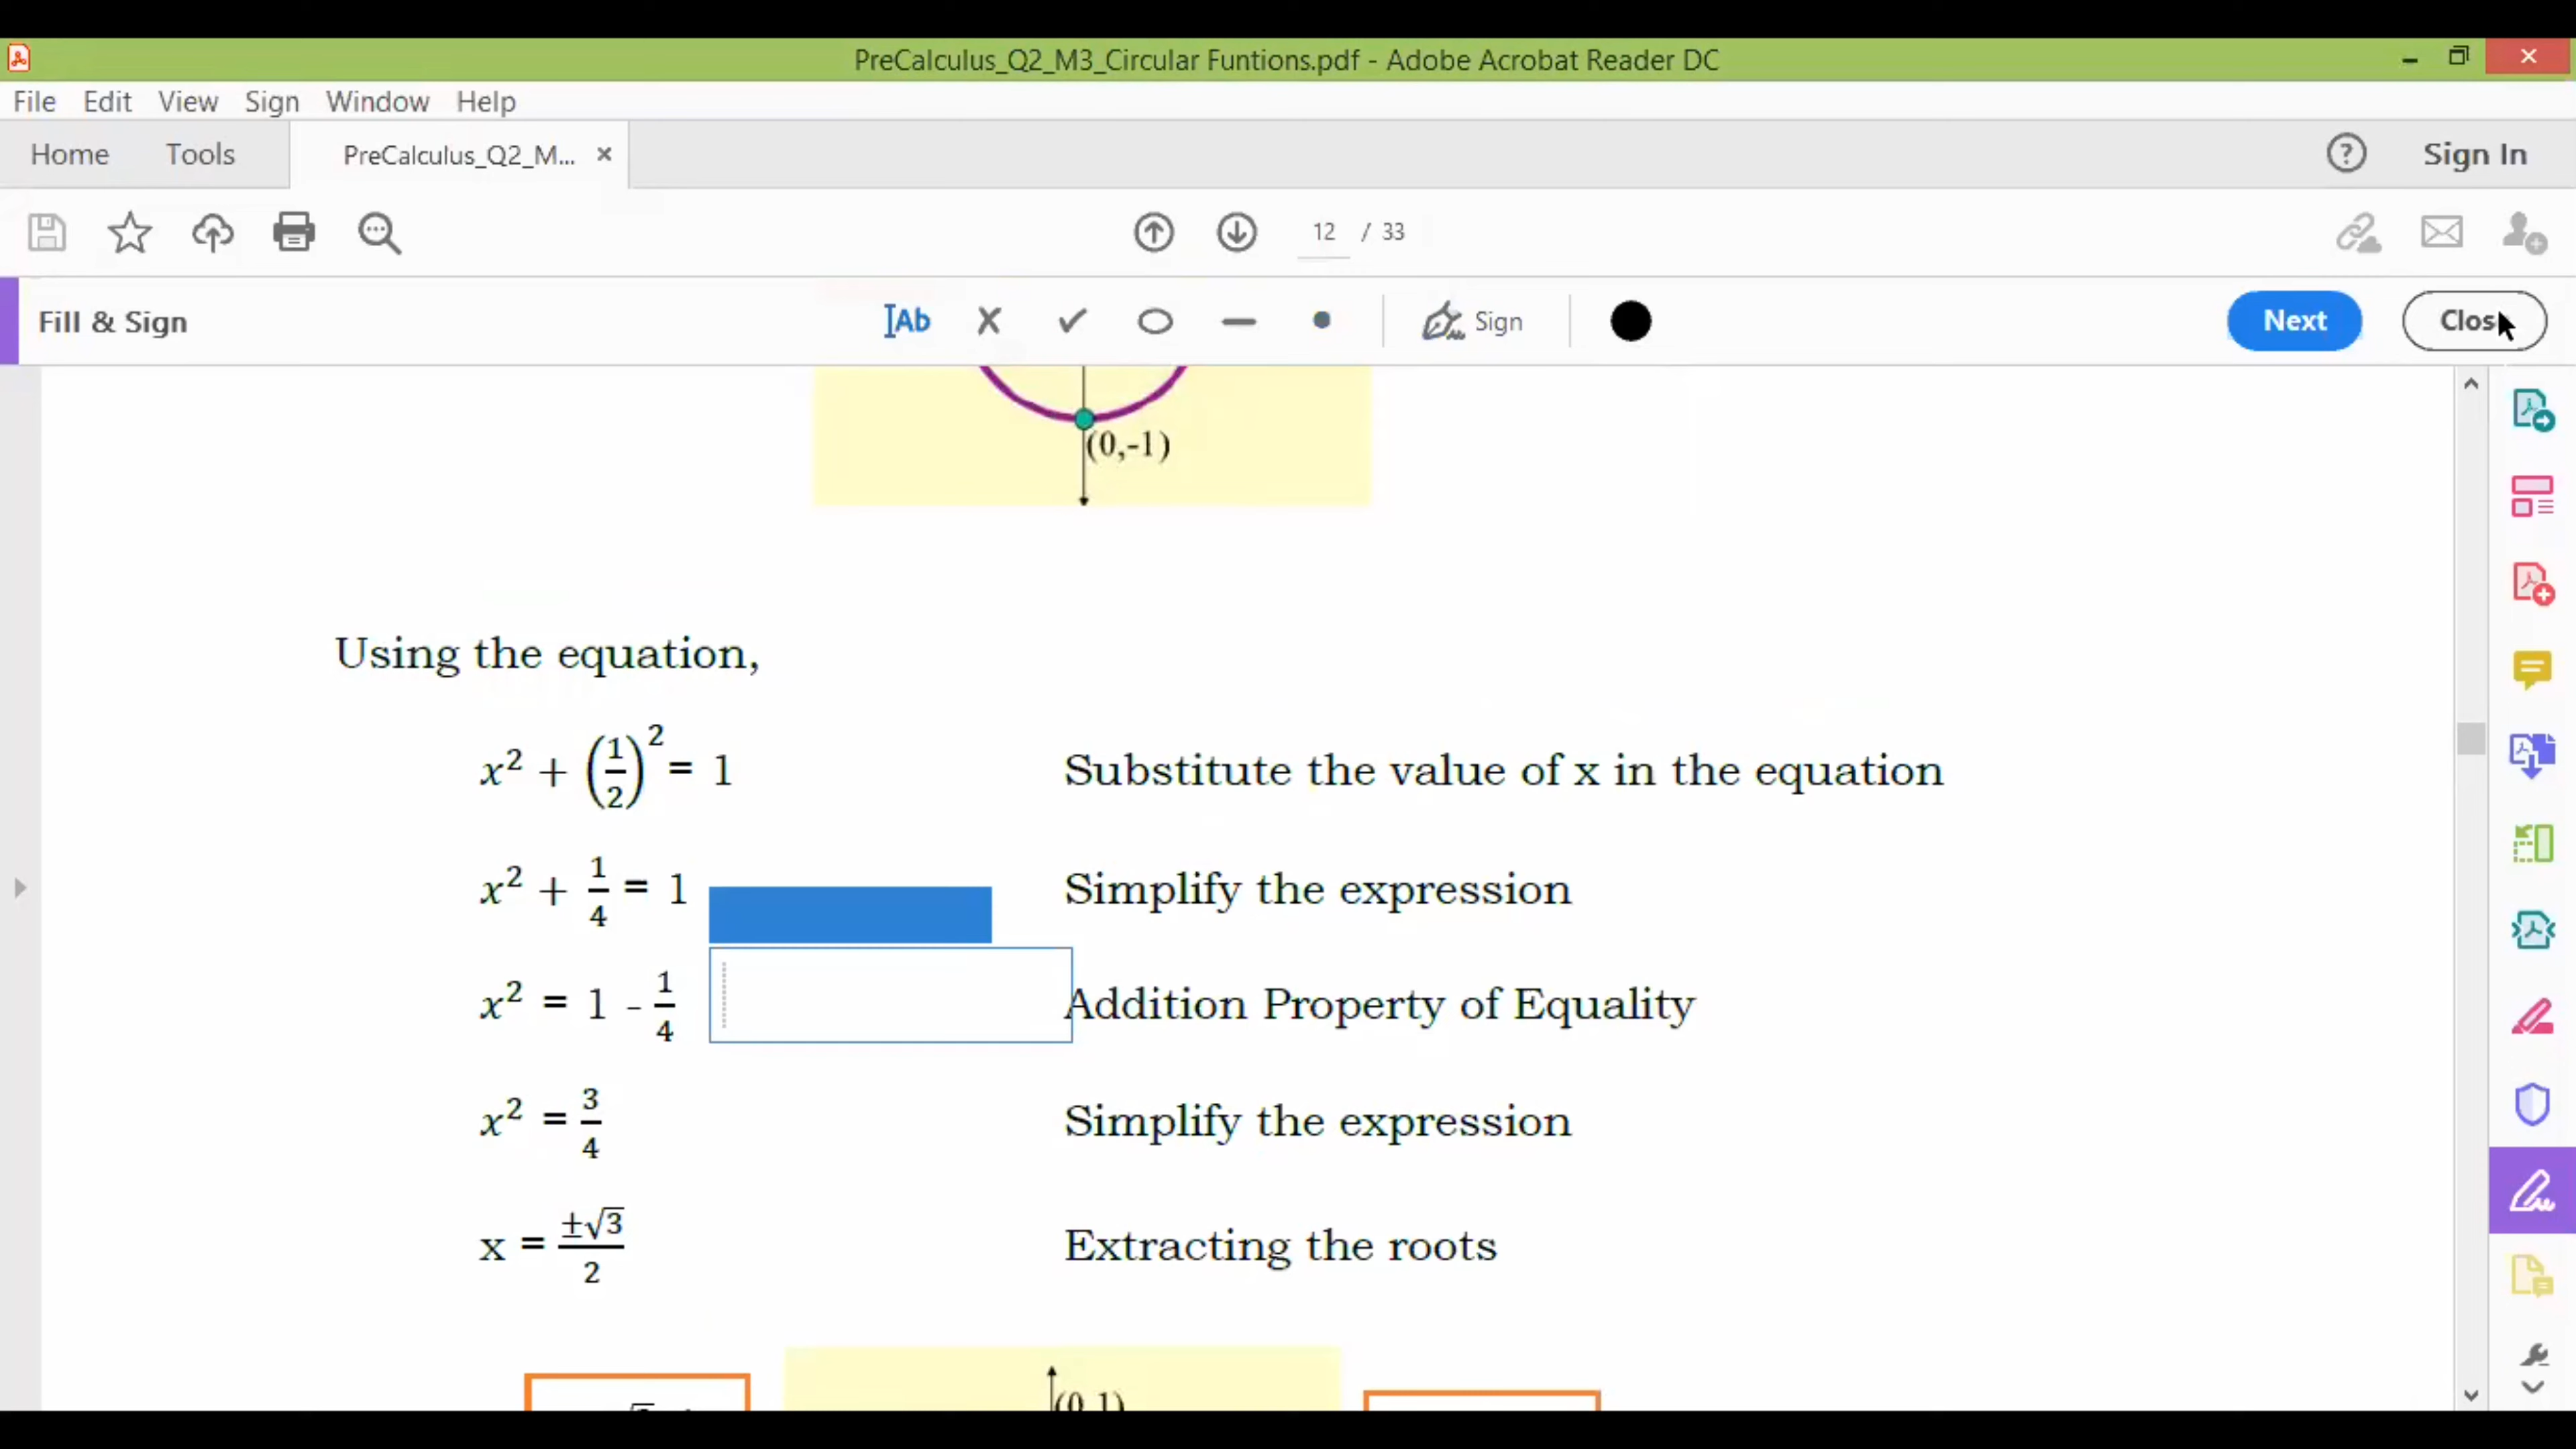 PreCalculus_Q2_M3_Circular Funtions.pdf - Adobe Acrobat Reader DC
File Edit View Sign Window Help
Home Tools PreCalculus_Q2_M... × Sign In
12 / 33
Fill & Sign Ab Sign Next Clos
(0,-1)
Using the equation,
x² + (1/2)² = 1 Substitute the value of x in the equation
x² + 1/4 = 1 Simplify the expression
x² = 1 - 1/4 Addition Property of Equality
x² = 3/4 Simplify the expression
x = ±√3/2 Extracting the roots
(0,1)